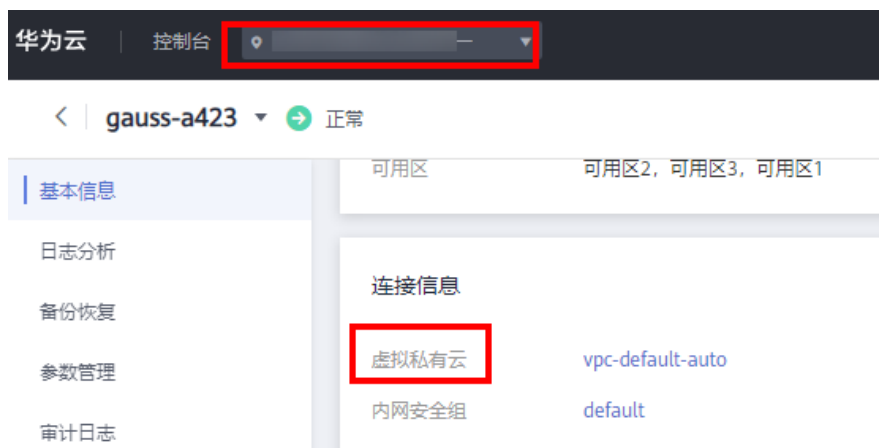 华为云 控制台 一
gauss-a423 正常
基本信息
日志分析
备份恢复
参数管理
审计日志
可用区 可用区2，可用区3，可用区1
连接信息
虚拟私有云 vpc-default-auto
内网安全组 default